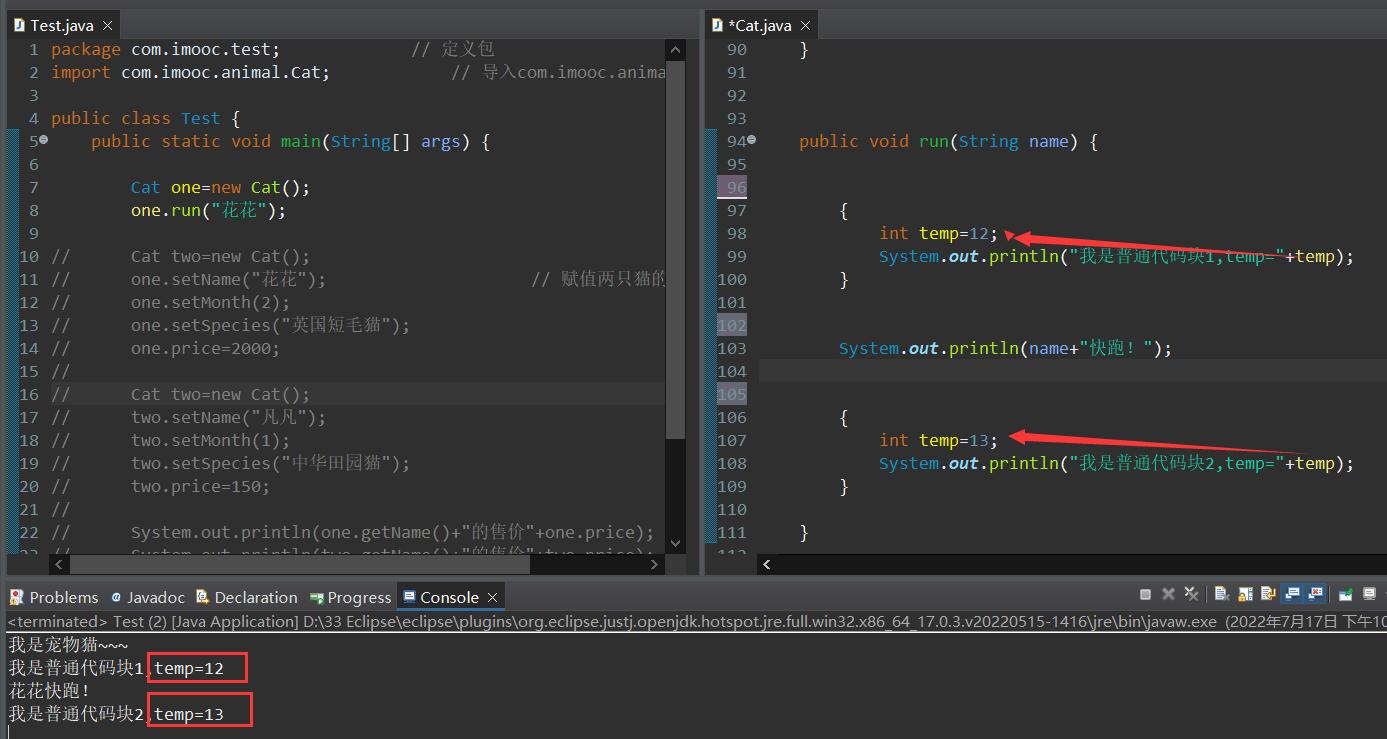 Test.java
1 package com.imooc.test; // 定义包
2 import com.imooc.animal.Cat; // 导入com.imooc.anima
3
4 public class Test {
5 public static void main(String[] args) {
6
7 Cat one=new Cat();
8 one.run("花花");
9
10 // Cat two=new Cat();
11 // one.setName("花花"); // 赋值两只猫的
12 // one.setMonth(2);
13 // one.setSpecies("英国短毛猫");
14 // one.price=2000;
15 //
16 // Cat two=new Cat();
17 // two.setName("凡凡");
18 // two.setMonth(1);
19 // two.setSpecies("中华田园猫");
20 // two.price=150;
21 //
22 // System.out.println(one.getName()+"的售价"+one.price);
23 // System.out.println(two.getName()+"的售价"+two.price);
*Cat.java
90 }
91
92
93
94 public void run(String name) {
95
96
97 {
98 int temp=12;
99 System.out.println("我是普通代码块1,temp="+temp);
100 }
101
102
103 System.out.println(name+"快跑！");
104
105
106 {
107 int temp=13;
108 System.out.println("我是普通代码块2,temp="+temp);
109 }
110
111 }
112
Problems Javadoc Declaration Progress Console
<terminated> Test (2) [Java Application] D:\33 Eclipse\eclipse\plugins\org.eclipse.justj.openjdk.hotspot.jre.full.win32.x86_64_17.0.3.v20220515-1416\jre\bin\javaw.exe (2022年7月17日 下午10
我是宠物猫~~~
我是普通代码块1,temp=12
花花快跑！
我是普通代码块2,temp=13